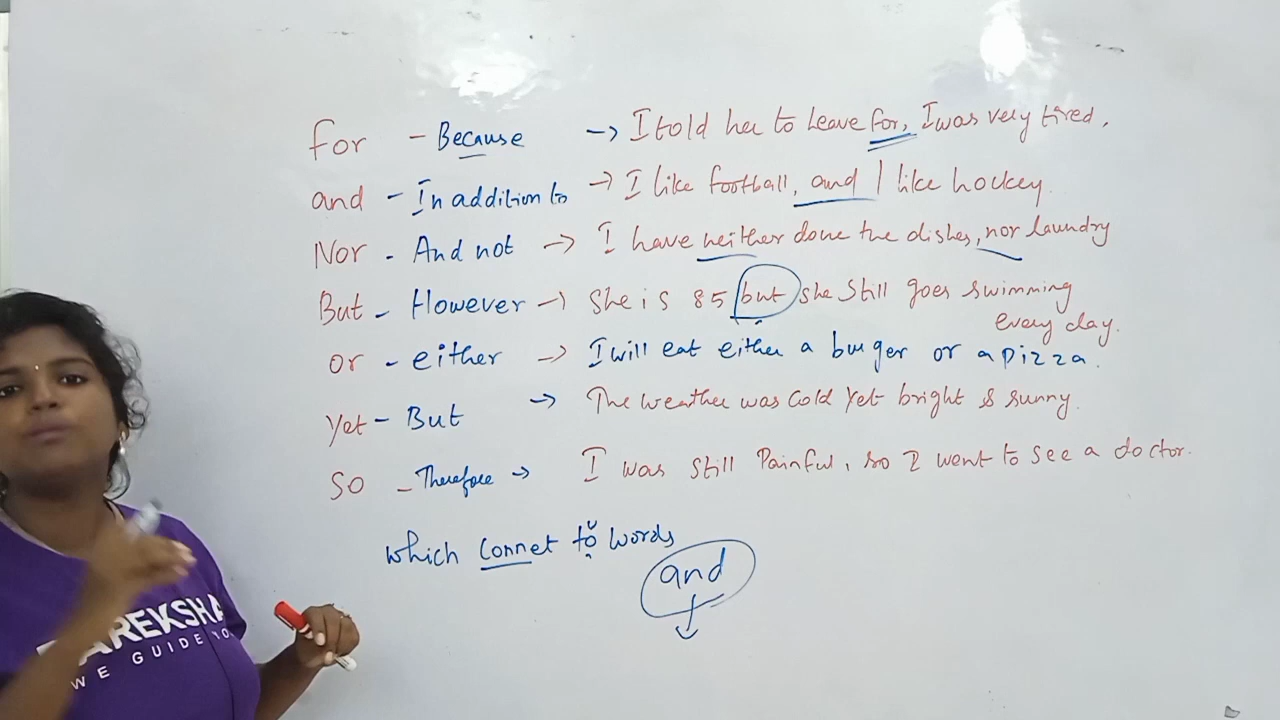 For - Because -> I told her to leave for, I was very tired.
and - In addition to -> I like football, and I like hockey.
Nor - And not -> I have neither done the dishes, nor laundry
But - However -> She is 85 but she still goes swimming
every day.
or - either -> I will eat either a burger or a pizza.
Yet - But -> The weather was cold yet bright & sunny.
So - Therefore -> I was still painful, so I went to see a doctor.
which connet to words
and
AREKSHA
WE GUIDE YO